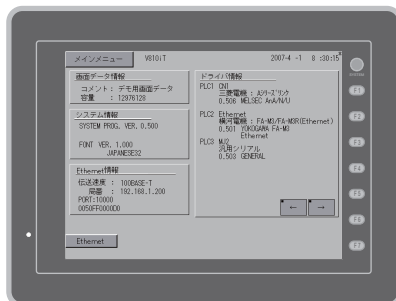 メインメニュー V810iT 2007-4 -1 8 :30:15
SYSTEM
画面データ情報
コメント : デモ用画面データ
容量 : 12976128
システム情報
SYSTEM PROG. VER. 0.500
FONT VER. 1.000
JAPANESE32
Ethernet情報
伝送速度 : 100BASE-T
局番 : 192.168.1.200
PORT:10000
0050FF0000D0
ドライバ情報
PLC1 CN1
三菱電機 : Aｼﾘｰｽﾞﾘﾝｸ
0.506 MELSEC AnA/N/U
PLC2 Ethernet
横河電機 : FA-M3/FA-M3R(Ethernet)
0.501 YOKOGAWA FA-M3
Ethernet
PLC3 MJ2
汎用シリアル
0.503 GENERAL
← →
Ethernet
F1
F2
F3
F4
F5
F6
F7